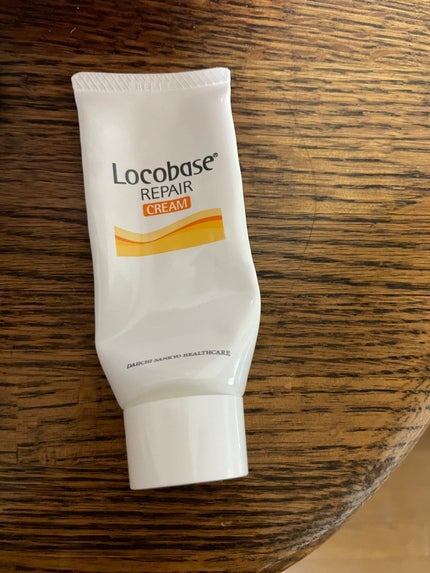 Locobase®
REPAIR
CREAM
DAIICHI SANKYO HEALTHCARE